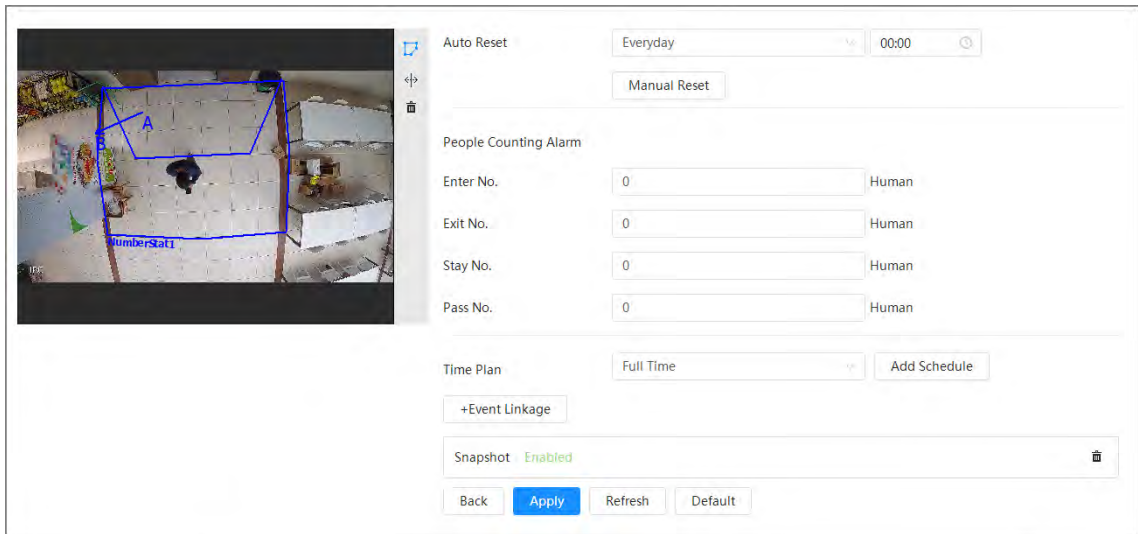 Auto Reset Everyday 00:00
Manual Reset
A
B
People Counting Alarm
Enter No. 0 Human
Exit No. 0 Human
NumberStat1
Stay No. 0 Human
IPC
Pass No. 0 Human
Time Plan Full Time Add Schedule
+Event Linkage
Snapshot Enabled
Back Apply Refresh Default